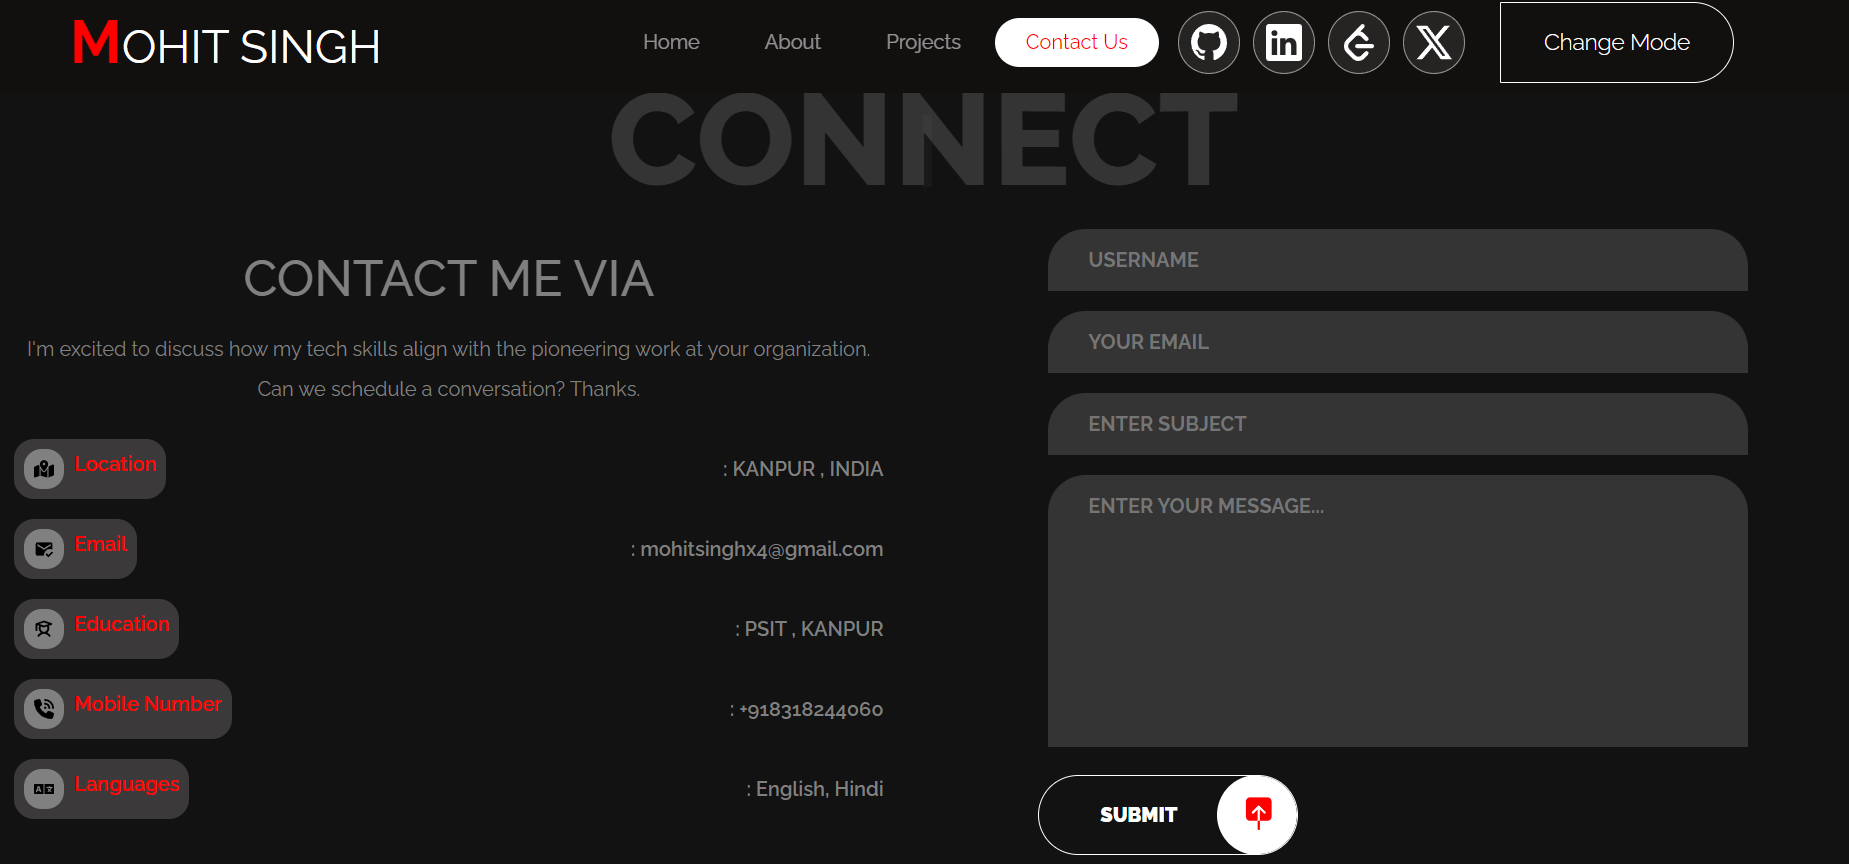 MOHIT SINGH
Home About Projects Contact Us Change Mode
CONNECT
CONTACT ME VIA
I'm excited to discuss how my tech skills align with the pioneering work at your organization.
Can we schedule a conversation? Thanks.
Location : KANPUR , INDIA
Email : mohitsinghx4@gmail.com
Education : PSIT , KANPUR
Mobile Number : +918318244060
Languages : English, Hindi
USERNAME
YOUR EMAIL
ENTER SUBJECT
ENTER YOUR MESSAGE...
SUBMIT